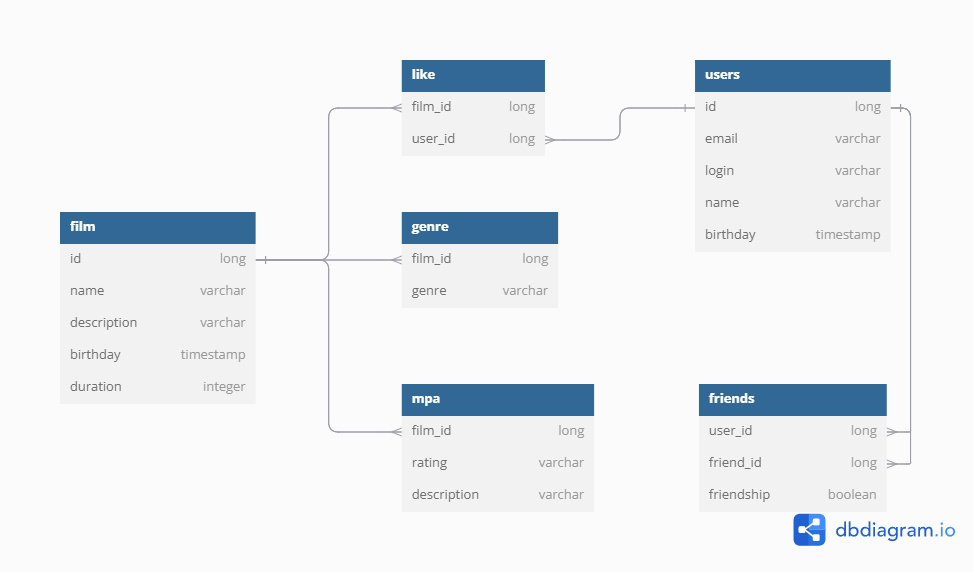 like
film_id long
user_id long
users
id long
email varchar
login varchar
name varchar
birthday timestamp
film
id long
name varchar
description varchar
birthday timestamp
duration integer
genre
film_id long
genre varchar
mpa
film_id long
rating varchar
description varchar
friends
user_id long
friend_id long
friendship boolean
dbdiagram.io